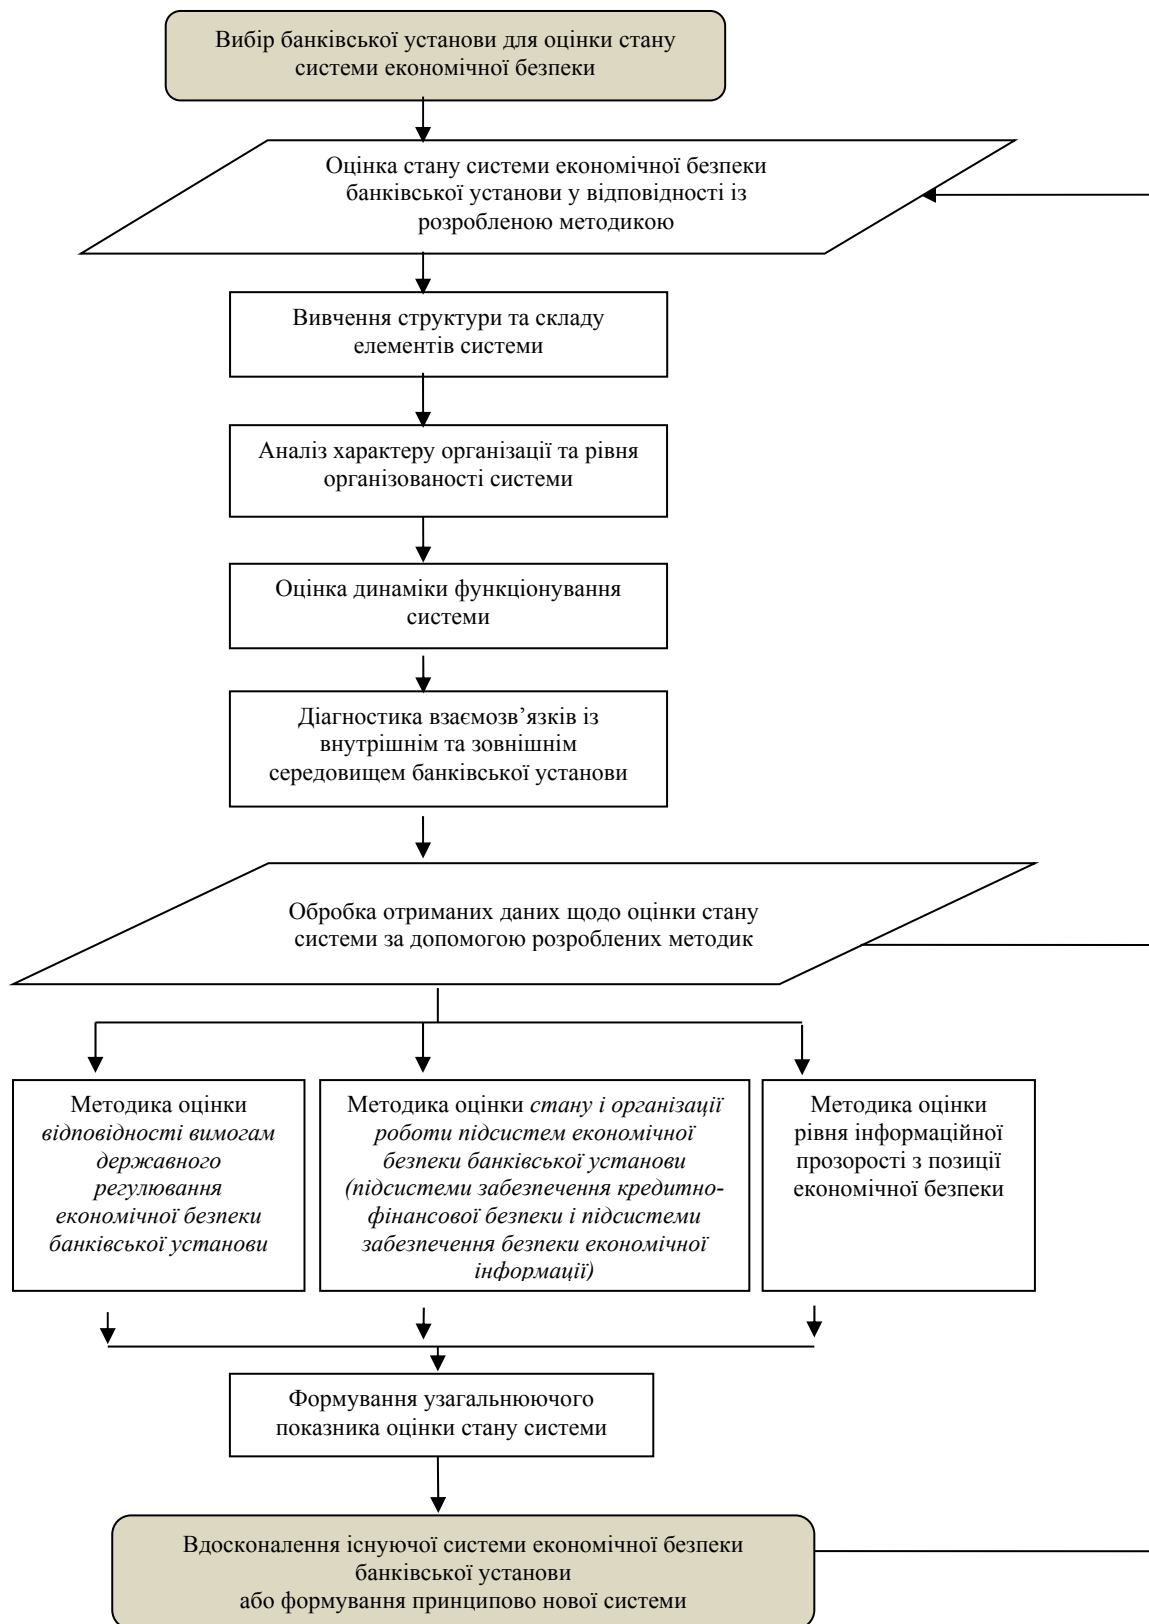 Вибір банківської установи для оцінки стану
системи економічної безпеки
Оцінка стану системи економічної безпеки
банківської установи у відповідності із
розробленою методикою
Вивчення структури та складу
елементів системи
Аналіз характеру організації та рівня
організованості системи
Оцінка динаміки функціонування
системи
Діагностика взаємозв’язків із
внутрішнім та зовнішнім
середовищем банківської установи
Обробка отриманих даних щодо оцінки стану
системи за допомогою розроблених методик
Методика оцінки
відповідності вимогам
державного
регулювання
економічної безпеки
банківської установи
Методика оцінки стану і організації
роботи підсистем економічної
безпеки банківської установи
(підсистеми забезпечення кредитно-
фінансової безпеки і підсистеми
забезпечення безпеки економічної
інформації)
Методика оцінки
рівня інформаційної
прозорості з позиції
економічної безпеки
Формування узагальнюючого
показника оцінки стану системи
Вдосконалення існуючої системи економічної безпеки
банківської установи
або формування принципово нової системи